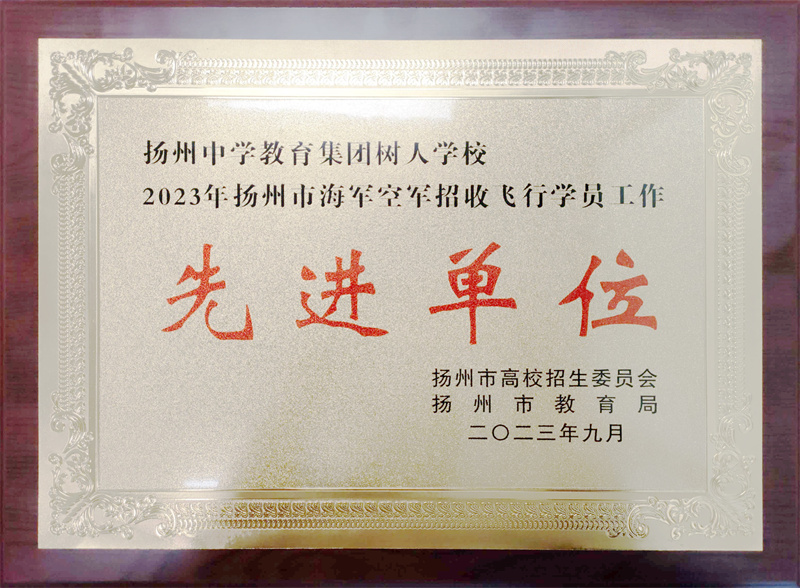 扬州中学教育集团树人学校
2023年扬州市海军空军招收飞行学员工作
先进单位
扬州市高校招生委员会
扬州市教育局
二〇二三年九月